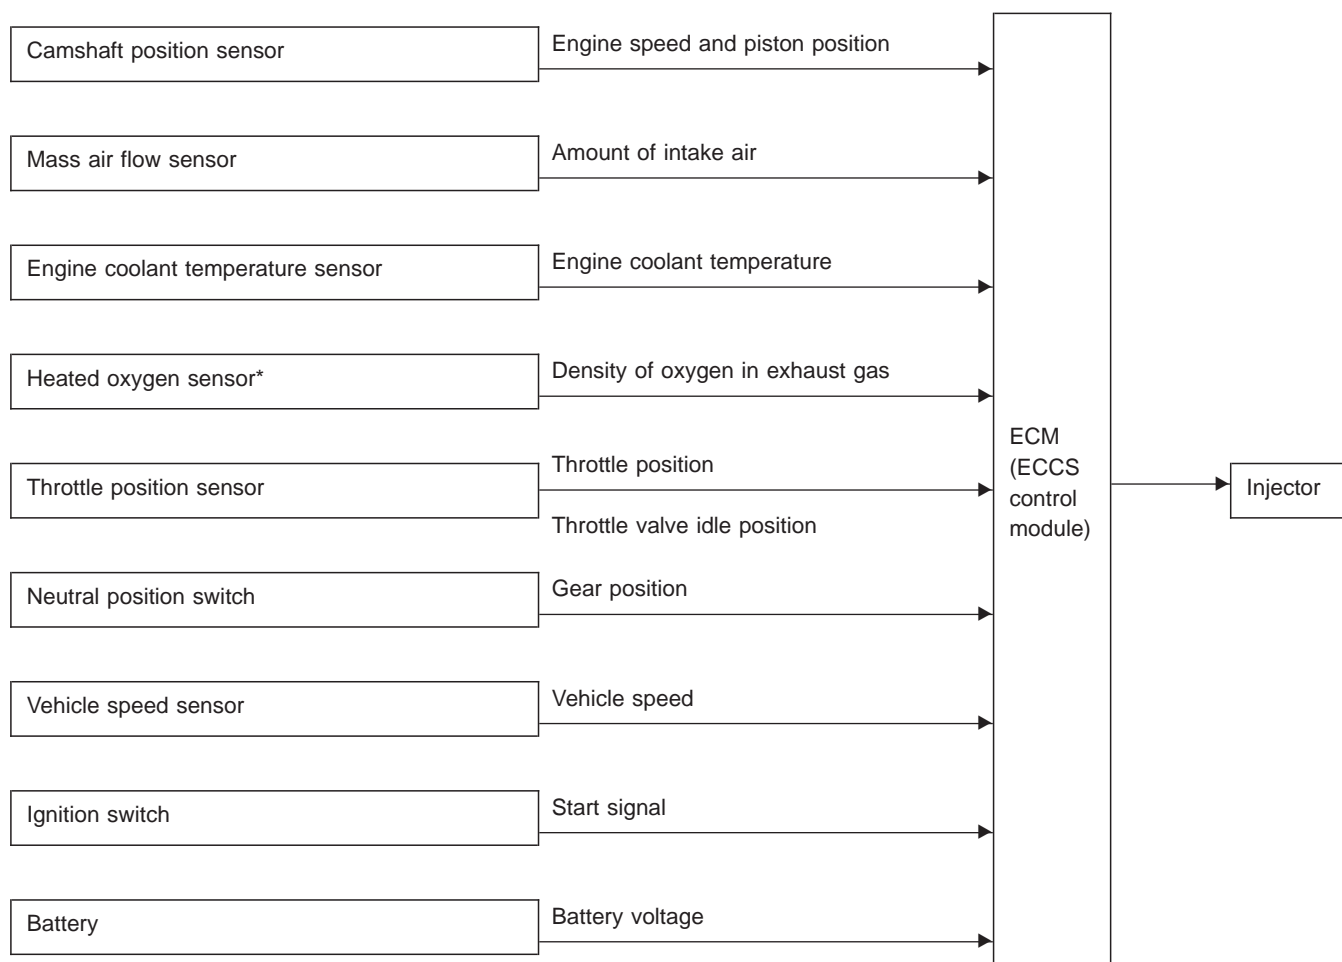 Camshaft position sensor
Engine speed and piston position
Mass air flow sensor
Amount of intake air
Engine coolant temperature sensor
Engine coolant temperature
Heated oxygen sensor*
Density of oxygen in exhaust gas
Throttle position sensor
Throttle position
Throttle valve idle position
Neutral position switch
Gear position
Vehicle speed sensor
Vehicle speed
Ignition switch
Start signal
Battery
Battery voltage
ECM
(ECCS
control
module)
Injector